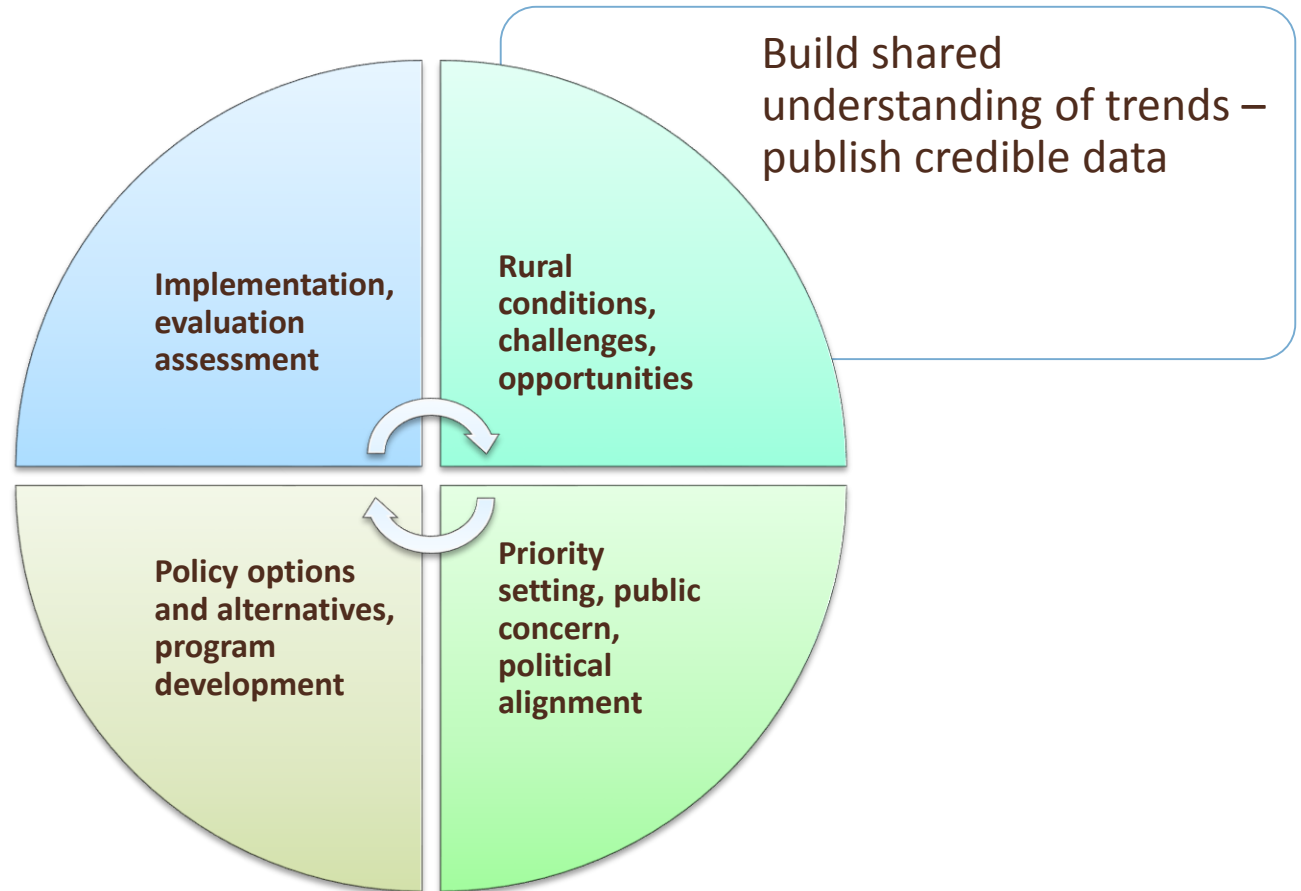 Build shared
understanding of trends –
publish credible data
Implementation,
evaluation
assessment
Rural
conditions,
challenges,
opportunities
Policy options
and alternatives,
program
development
Priority
setting, public
concern,
political
alignment